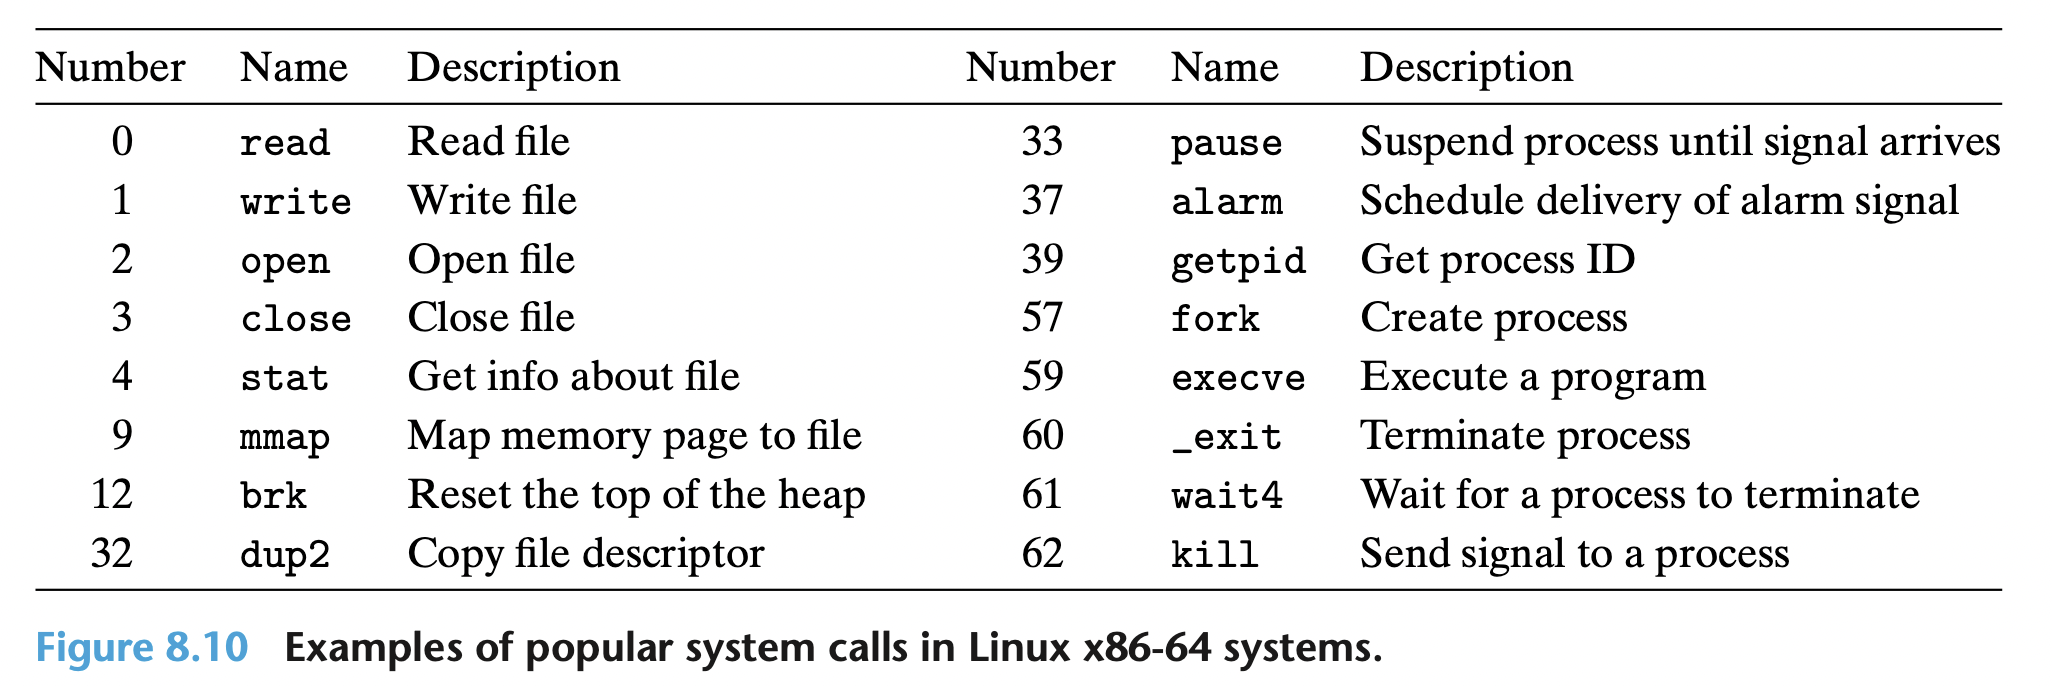 Number Name Description Number Name Description
0 read Read file 33 pause Suspend process until signal arrives
1 write Write file 37 alarm Schedule delivery of alarm signal
2 open Open file 39 getpid Get process ID
3 close Close file 57 fork Create process
4 stat Get info about file 59 execve Execute a program
9 mmap Map memory page to file 60 _exit Terminate process
12 brk Reset the top of the heap 61 wait4 Wait for a process to terminate
32 dup2 Copy file descriptor 62 kill Send signal to a process
Figure 8.10 Examples of popular system calls in Linux x86-64 systems.